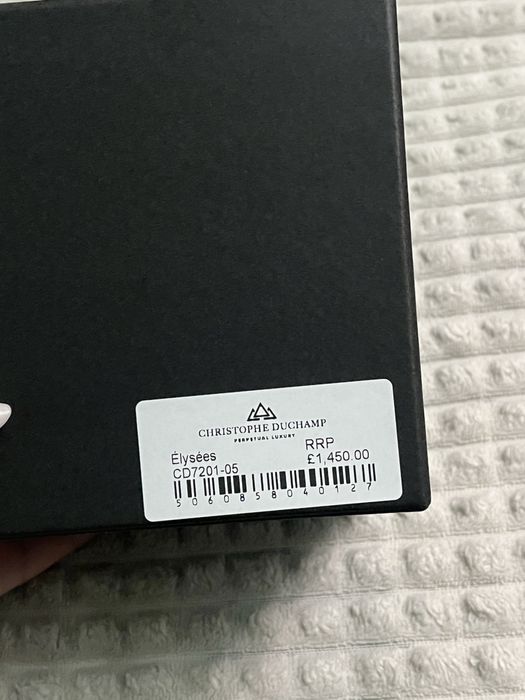 CHRISTOPHE DUCHAMP
PERPETUAL LUXURY
Élysées
CD7201-05
RRP
£1,450.00
5060858040127